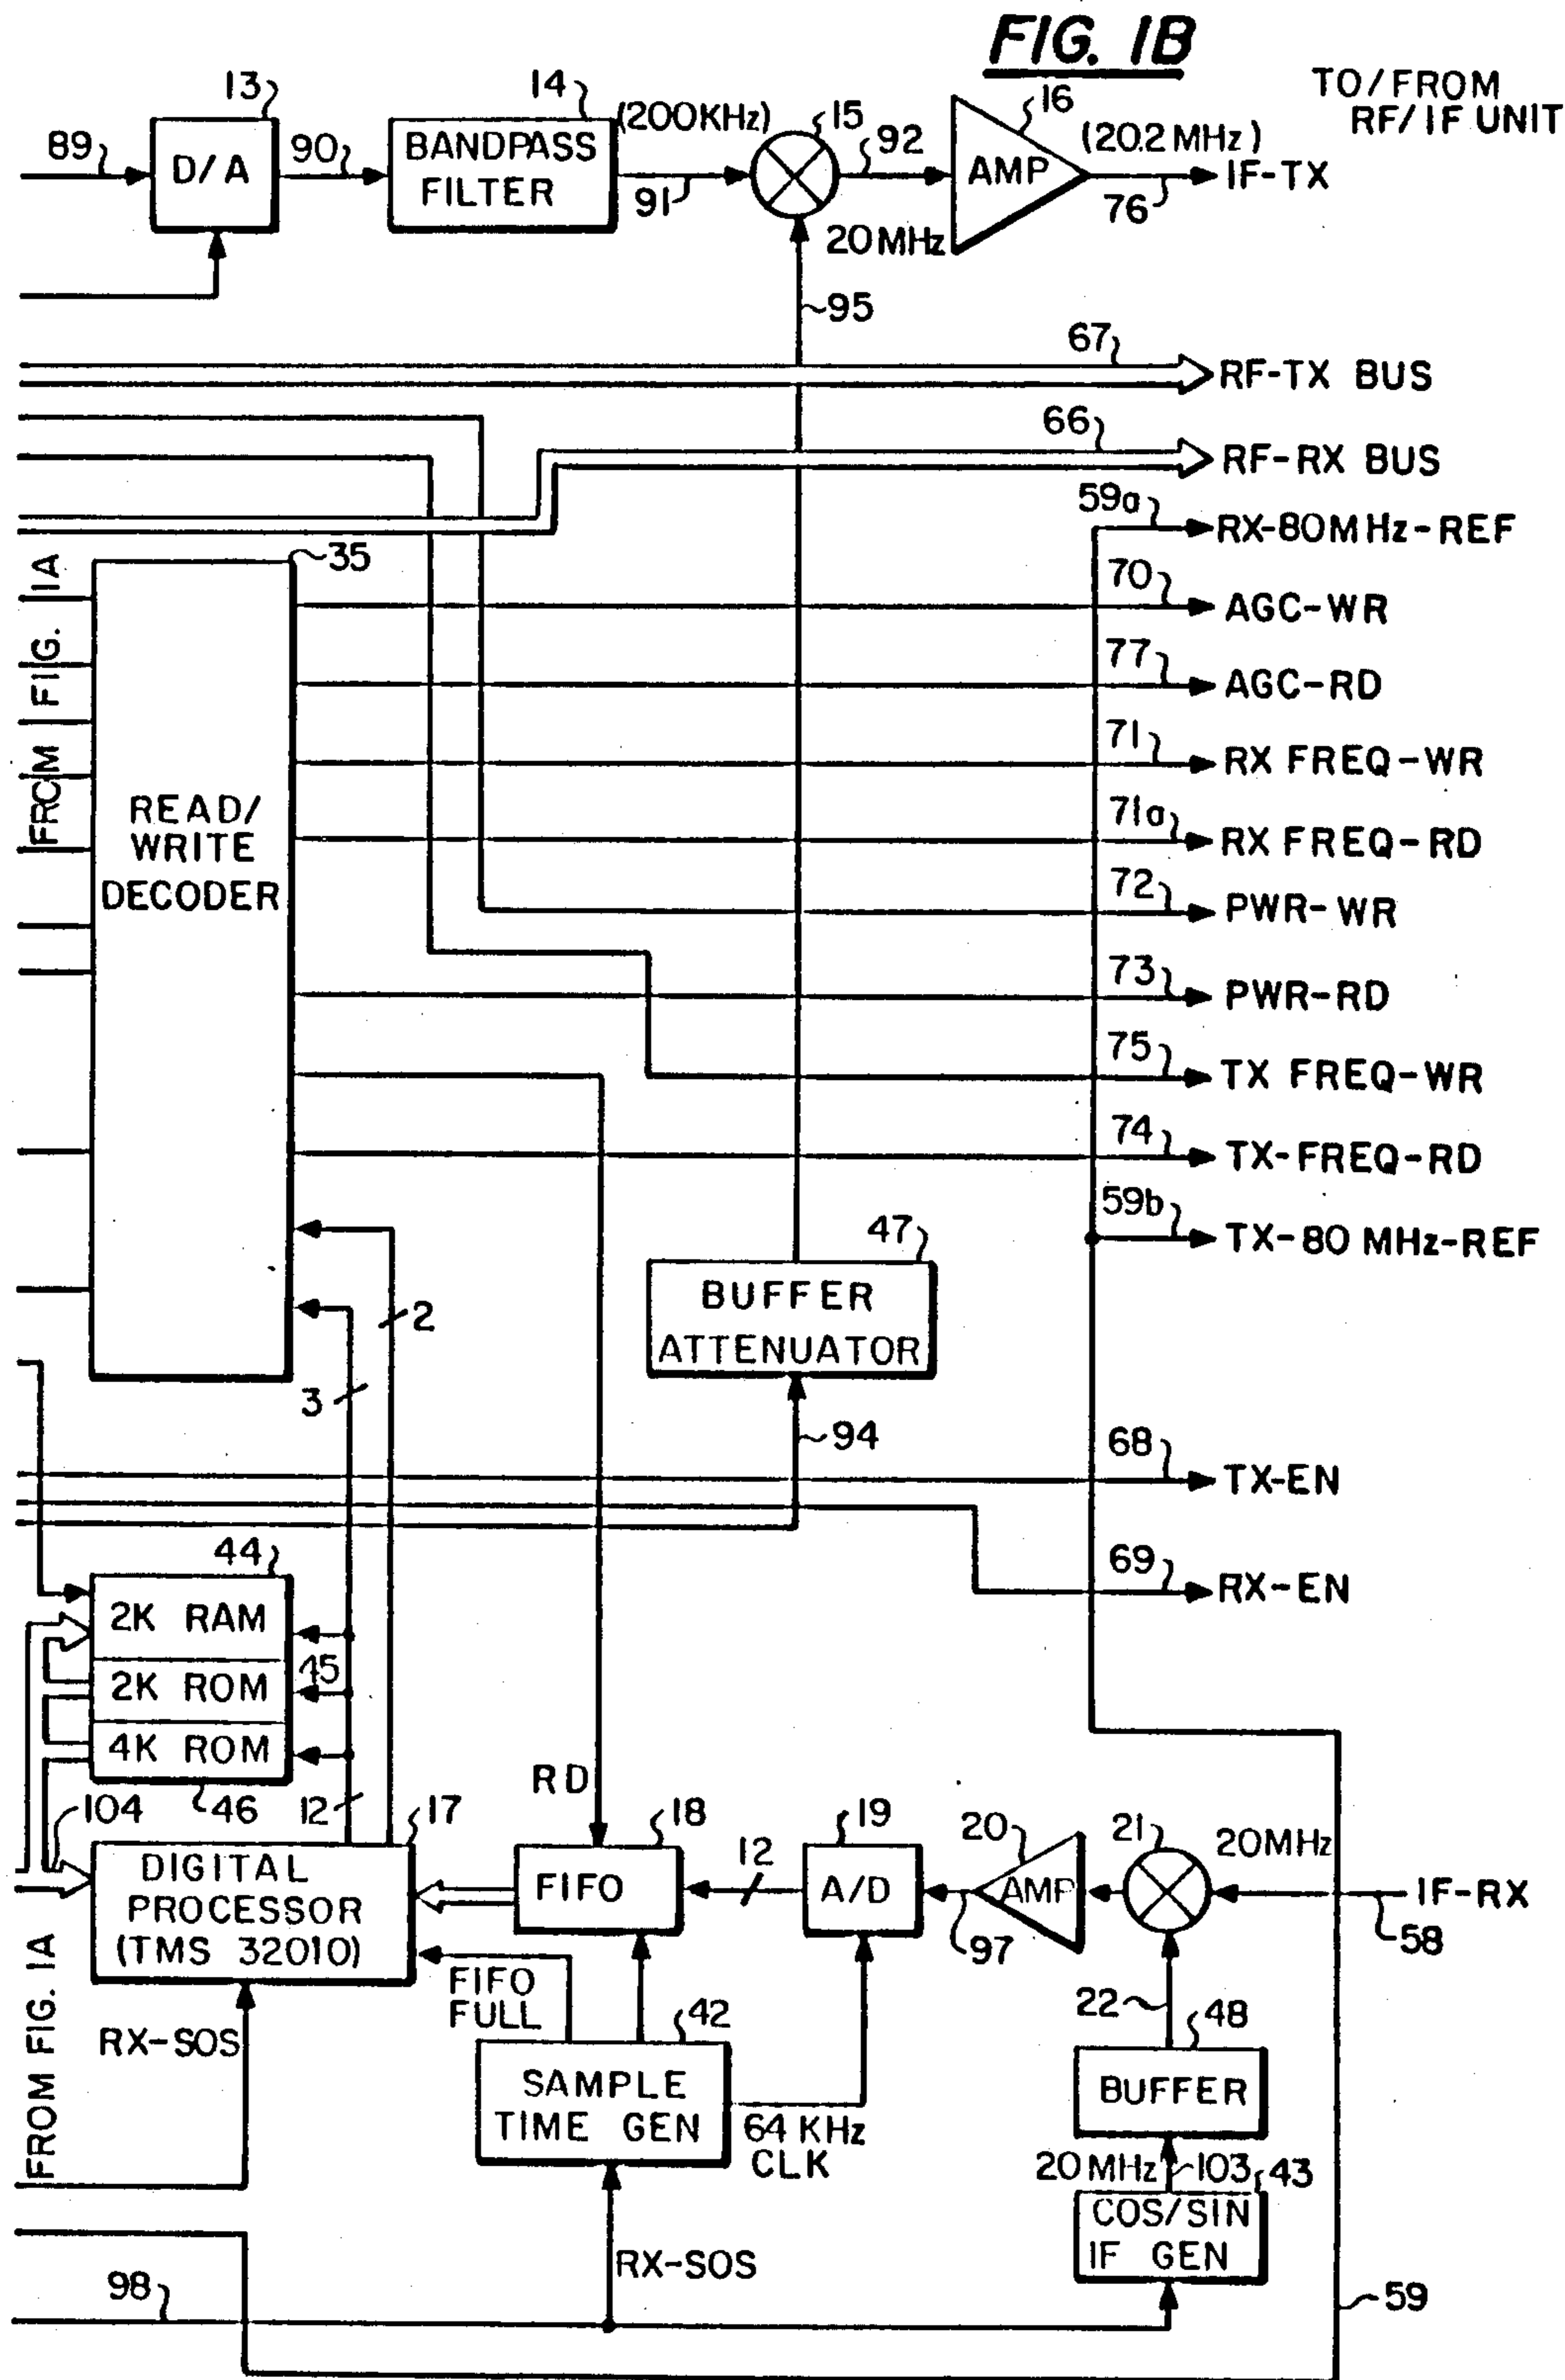 FIG. 1B
TO/FROM
RF/IF UNIT
13
14
(200KHz)
15
16
89
D/A
90
BANDPASS
FILTER
91
92
AMP
(20.2 MHz)
76
IF-TX
20MHz
95
67
RF-TX BUS
66
RF-RX BUS
59a
RX-80MHz-REF
35
FROM FIG. 1A
READ/
WRITE
DECODER
70
AGC-WR
77
AGC-RD
71
RX FREQ-WR
71a
RX FREQ-RD
72
PWR-WR
73
PWR-RD
75
TX FREQ-WR
74
TX-FREQ-RD
59b
TX-80 MHz-REF
47
BUFFER
ATTENUATOR
2
3
94
68
TX-EN
69
RX-EN
44
2K RAM
45
2K ROM
4K ROM
46
12
104
17
DIGITAL
PROCESSOR
(TMS 32010)
RD
18
FIFO
12
19
A/D
20
AMP
97
21
20MHz
IF-RX
58
FIFO
FULL
42
SAMPLE
TIME GEN
64 KHz
CLK
22
48
BUFFER
20 MHz
103
43
COS/SIN
IF GEN
FROM FIG. 1A
RX-SOS
RX-SOS
98
59